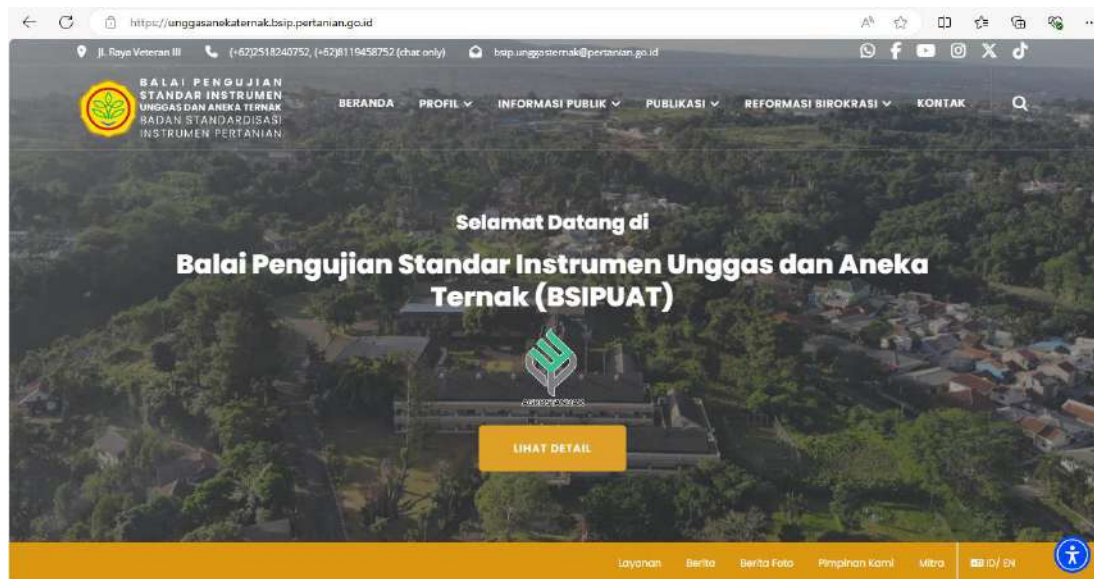 https://unggasanekaternak.bsip.pertanian.go.id
Jl. Raya Veteran III
(+62)2518240752, (+62)8119458752 (chat only)
bsip.unggasternak@pertanian.go.id
BALAI PENGUJIAN
STANDAR INSTRUMEN
UNGGAS DAN ANEKA TERNAK
BADAN STANDARDISASI
INSTRUMEN PERTANIAN
BERANDA PROFIL INFORMASI PUBLIK PUBLIKASI REFORMASI BIROKRASI KONTAK
Selamat Datang di
Balai Pengujian Standar Instrumen Unggas dan Aneka
Ternak (BSIPUAT)
AGROSTANDAR
LIHAT DETAIL
Layanan Berita Berita Foto Pimpinan Kami Mitra ID/ EN